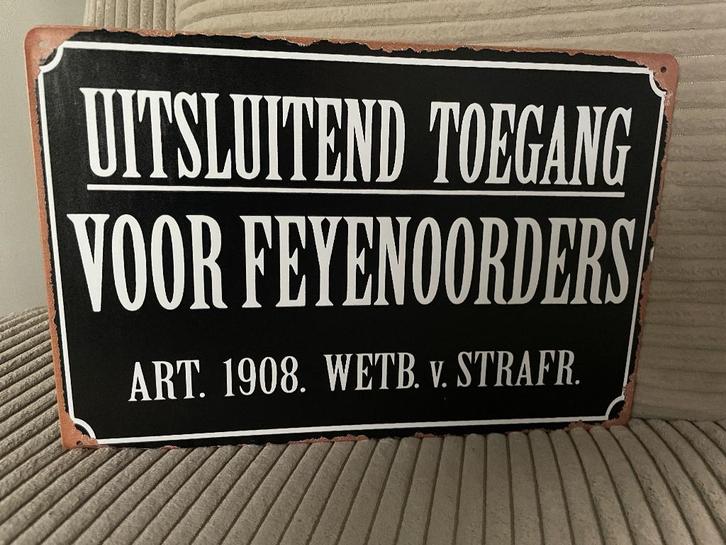 UITSLUITEND TOEGANG
VOOR FEYENOORDERS
ART. 1908. WETB. v. STRAFR.